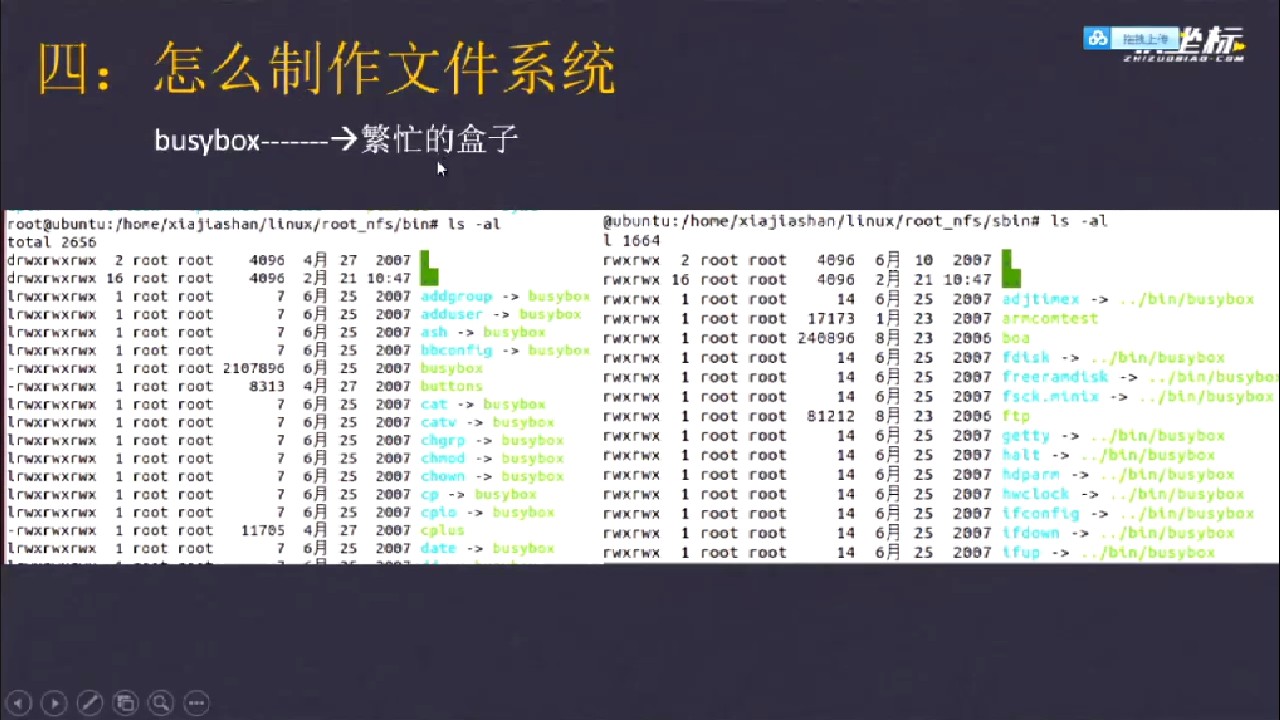 四：怎么制作文件系统
拖拽上传
坐标
ZHIZUOBIAO.COM
busybox-------→繁忙的盒子
root@ubuntu:/home/xiajiashan/linux/root_nfs/bin# ls -al
total 2656
drwxrwxrwx 2 root root 4096 4月 27 2007 .
drwxrwxrwx 16 root root 4096 2月 21 10:47 ..
lrwxrwxrwx 1 root root 7 6月 25 2007 addgroup -> busybox
lrwxrwxrwx 1 root root 7 6月 25 2007 adduser -> busybox
lrwxrwxrwx 1 root root 7 6月 25 2007 ash -> busybox
lrwxrwxrwx 1 root root 7 6月 25 2007 bbconfig -> busybox
-rwxrwxrwx 1 root root 2107896 6月 25 2007 busybox
-rwxrwxrwx 1 root root 8313 4月 27 2007 buttons
lrwxrwxrwx 1 root root 7 6月 25 2007 cat -> busybox
lrwxrwxrwx 1 root root 7 6月 25 2007 catv -> busybox
lrwxrwxrwx 1 root root 7 6月 25 2007 chgrp -> busybox
lrwxrwxrwx 1 root root 7 6月 25 2007 chmod -> busybox
lrwxrwxrwx 1 root root 7 6月 25 2007 chown -> busybox
lrwxrwxrwx 1 root root 7 6月 25 2007 cp -> busybox
lrwxrwxrwx 1 root root 7 6月 25 2007 cpio -> busybox
-rwxrwxrwx 1 root root 11705 4月 27 2007 cplus
lrwxrwxrwx 1 root root 7 6月 25 2007 date -> busybox
@ubuntu:/home/xiajiashan/linux/root_nfs/sbin# ls -al
l 1664
rwxrwx 2 root root 4096 6月 10 2007 .
rwxrwx 16 root root 4096 2月 21 10:47 ..
rwxrwx 1 root root 14 6月 25 2007 adjtimex -> ../bin/busybox
rwxrwx 1 root root 17173 1月 23 2006 armcomtest
rwxrwx 1 root root 240896 8月 23 2006 boa
rwxrwx 1 root root 14 6月 25 2007 fdisk -> ../bin/busybox
rwxrwx 1 root root 14 6月 25 2007 freeramdisk -> ../bin/busybo
rwxrwx 1 root root 14 6月 25 2007 fsck.minix -> ../bin/busybox
rwxrwx 1 root root 81212 8月 23 2006 ftp
rwxrwx 1 root root 14 6月 25 2007 getty -> ../bin/busybox
rwxrwx 1 root root 14 6月 25 2007 halt -> ../bin/busybox
rwxrwx 1 root root 14 6月 25 2007 hdparm -> ../bin/busybox
rwxrwx 1 root root 14 6月 25 2007 hwclock -> ../bin/busybox
rwxrwx 1 root root 14 6月 25 2007 ifconfig -> ../bin/busybox
rwxrwx 1 root root 14 6月 25 2007 ifdown -> ../bin/busybox
rwxrwx 1 root root 14 6月 25 2007 ifup -> ../bin/busybox